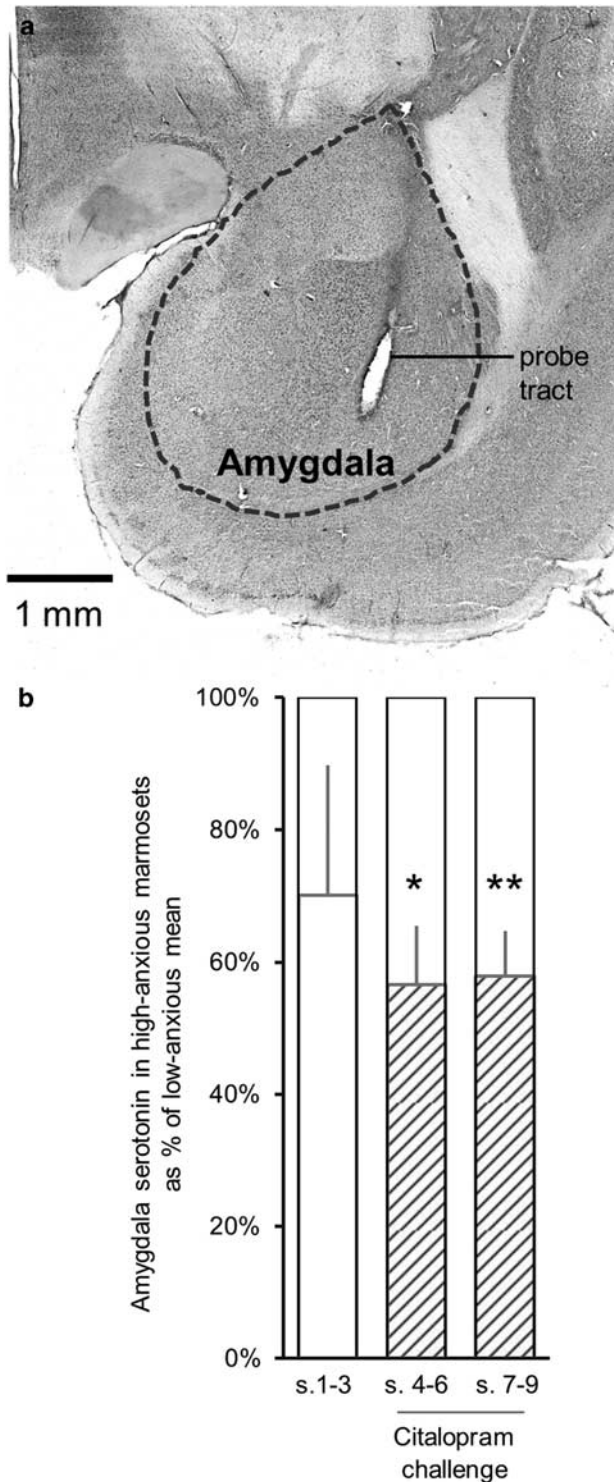 a
probe
tract
Amygdala
1 mm
b
Amygdala serotonin in high-anxious marmosets
as % of low-anxious mean
100%
80%
60%
40%
20%
0%
*
**
s.1-3
s. 4-6
s. 7-9
Citalopram
challenge